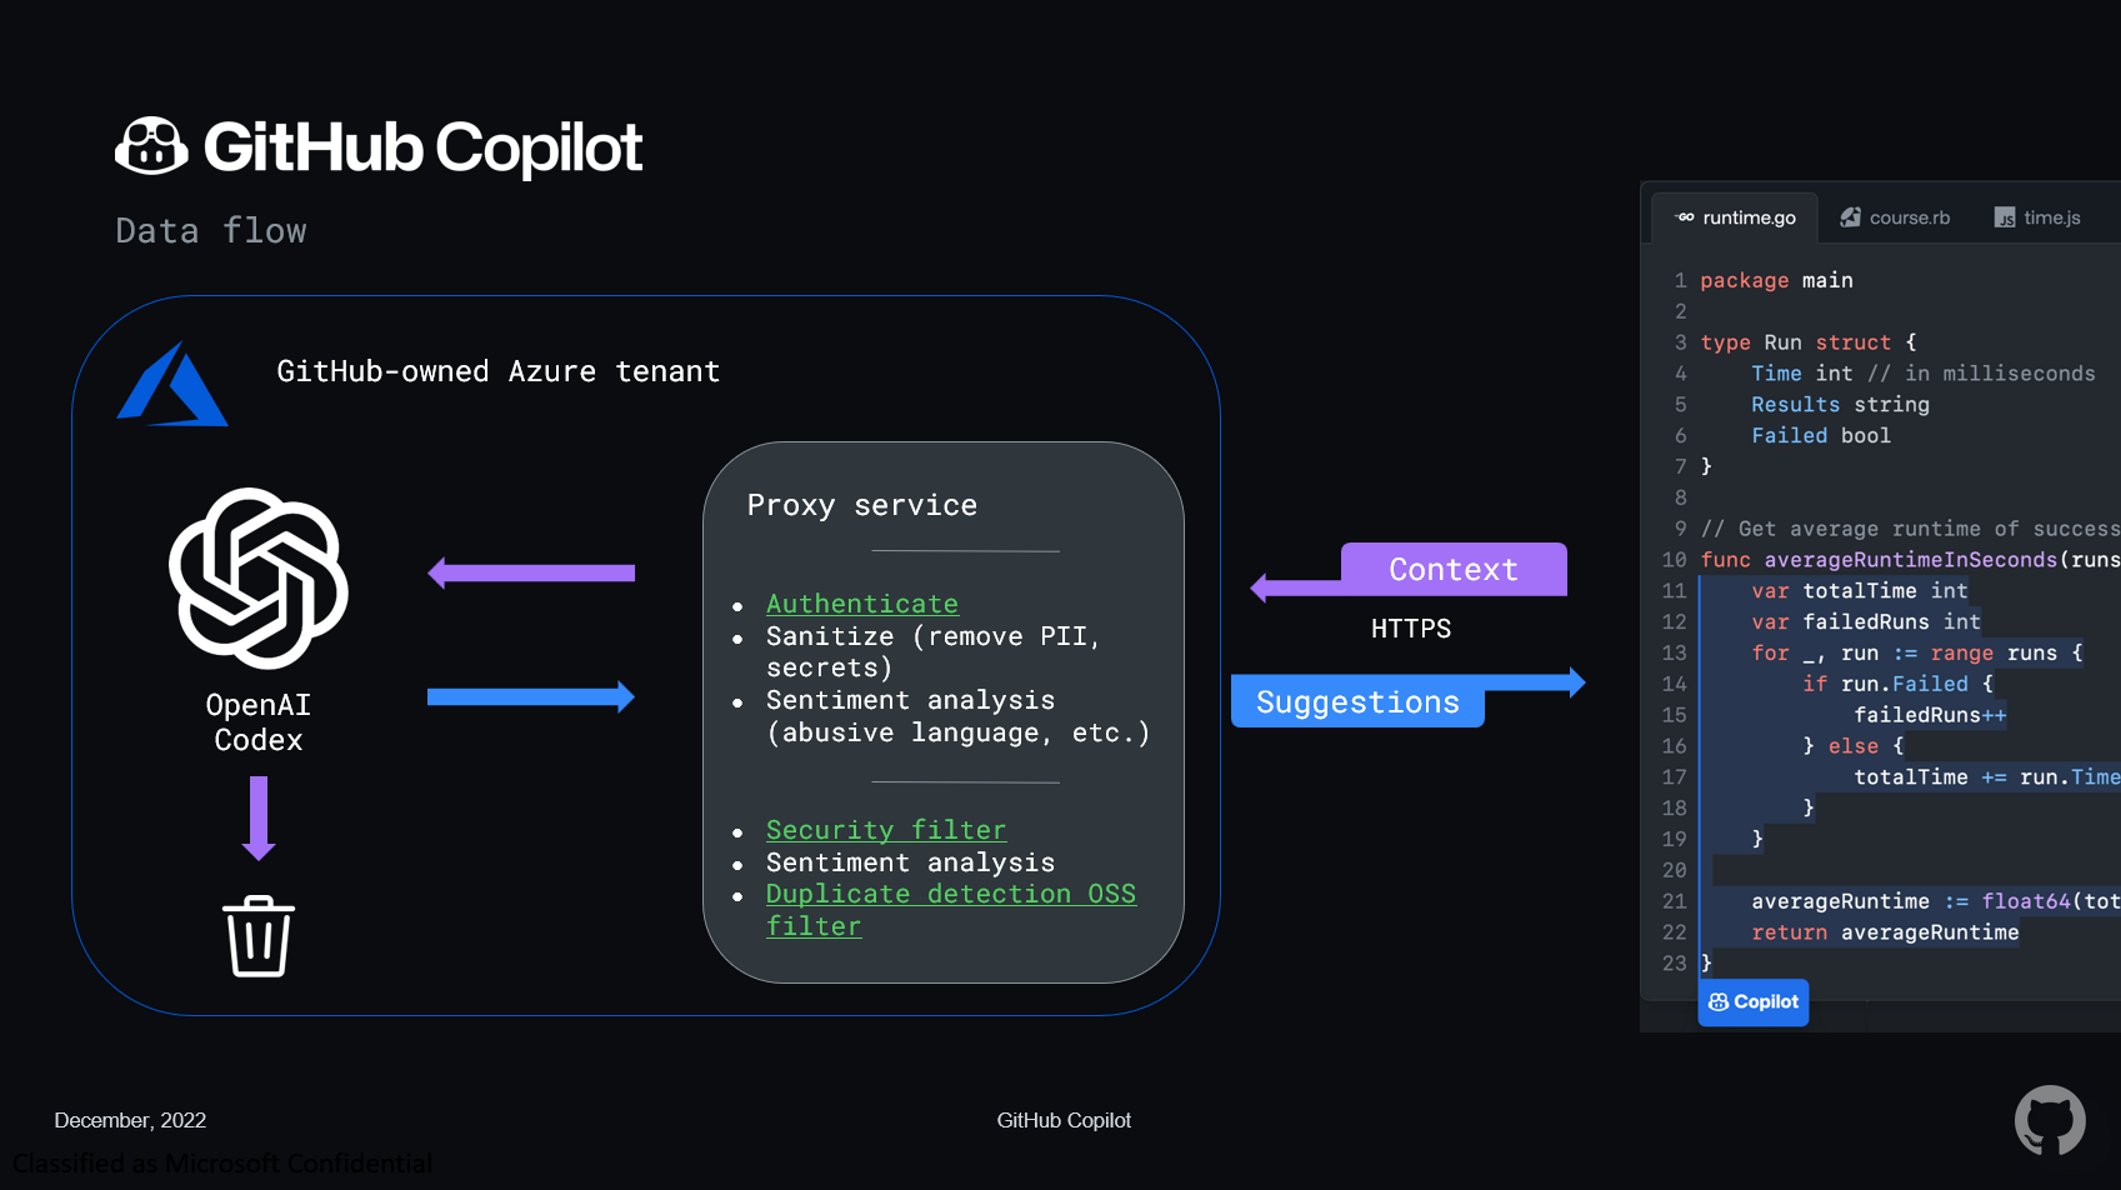 GitHub Copilot
Data flow
GitHub-owned Azure tenant
OpenAI
Codex
Proxy service
• Authenticate
• Sanitize (remove PII,
secrets)
• Sentiment analysis
(abusive language, etc.)
• Security filter
• Sentiment analysis
• Duplicate detection OSS
filter
Context
HTTPS
Suggestions
GO runtime.go
course.rb
JS time.js
1 package main
2
3 type Run struct {
4 Time int // in milliseconds
5 Results string
6 Failed bool
7 }
8
9 // Get average runtime of success
10 func averageRuntimeInSeconds(runs
11 var totalTime int
12 var failedRuns int
13 for _, run := range runs {
14 if run.Failed {
15 failedRuns++
16 } else {
17 totalTime += run.Time
18 }
19 }
20
21 averageRuntime := float64(tot
22 return averageRuntime
23 }
Copilot
December, 2022
GitHub Copilot
Classified as Microsoft Confidential